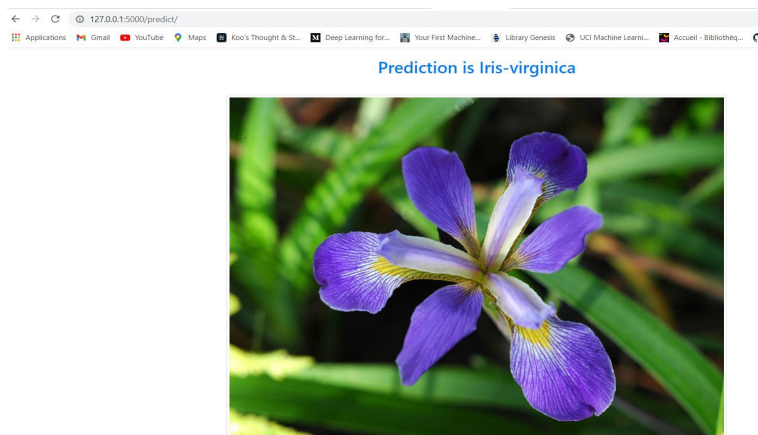 127.0.0.1:5000/predict/
Applications Gmail YouTube Maps Koo's Thought & St... Deep Learning for... Your First Machine... Library Genesis UCI Machine Learni... Accueil - Bibliothèq...
Prediction is Iris-virginica